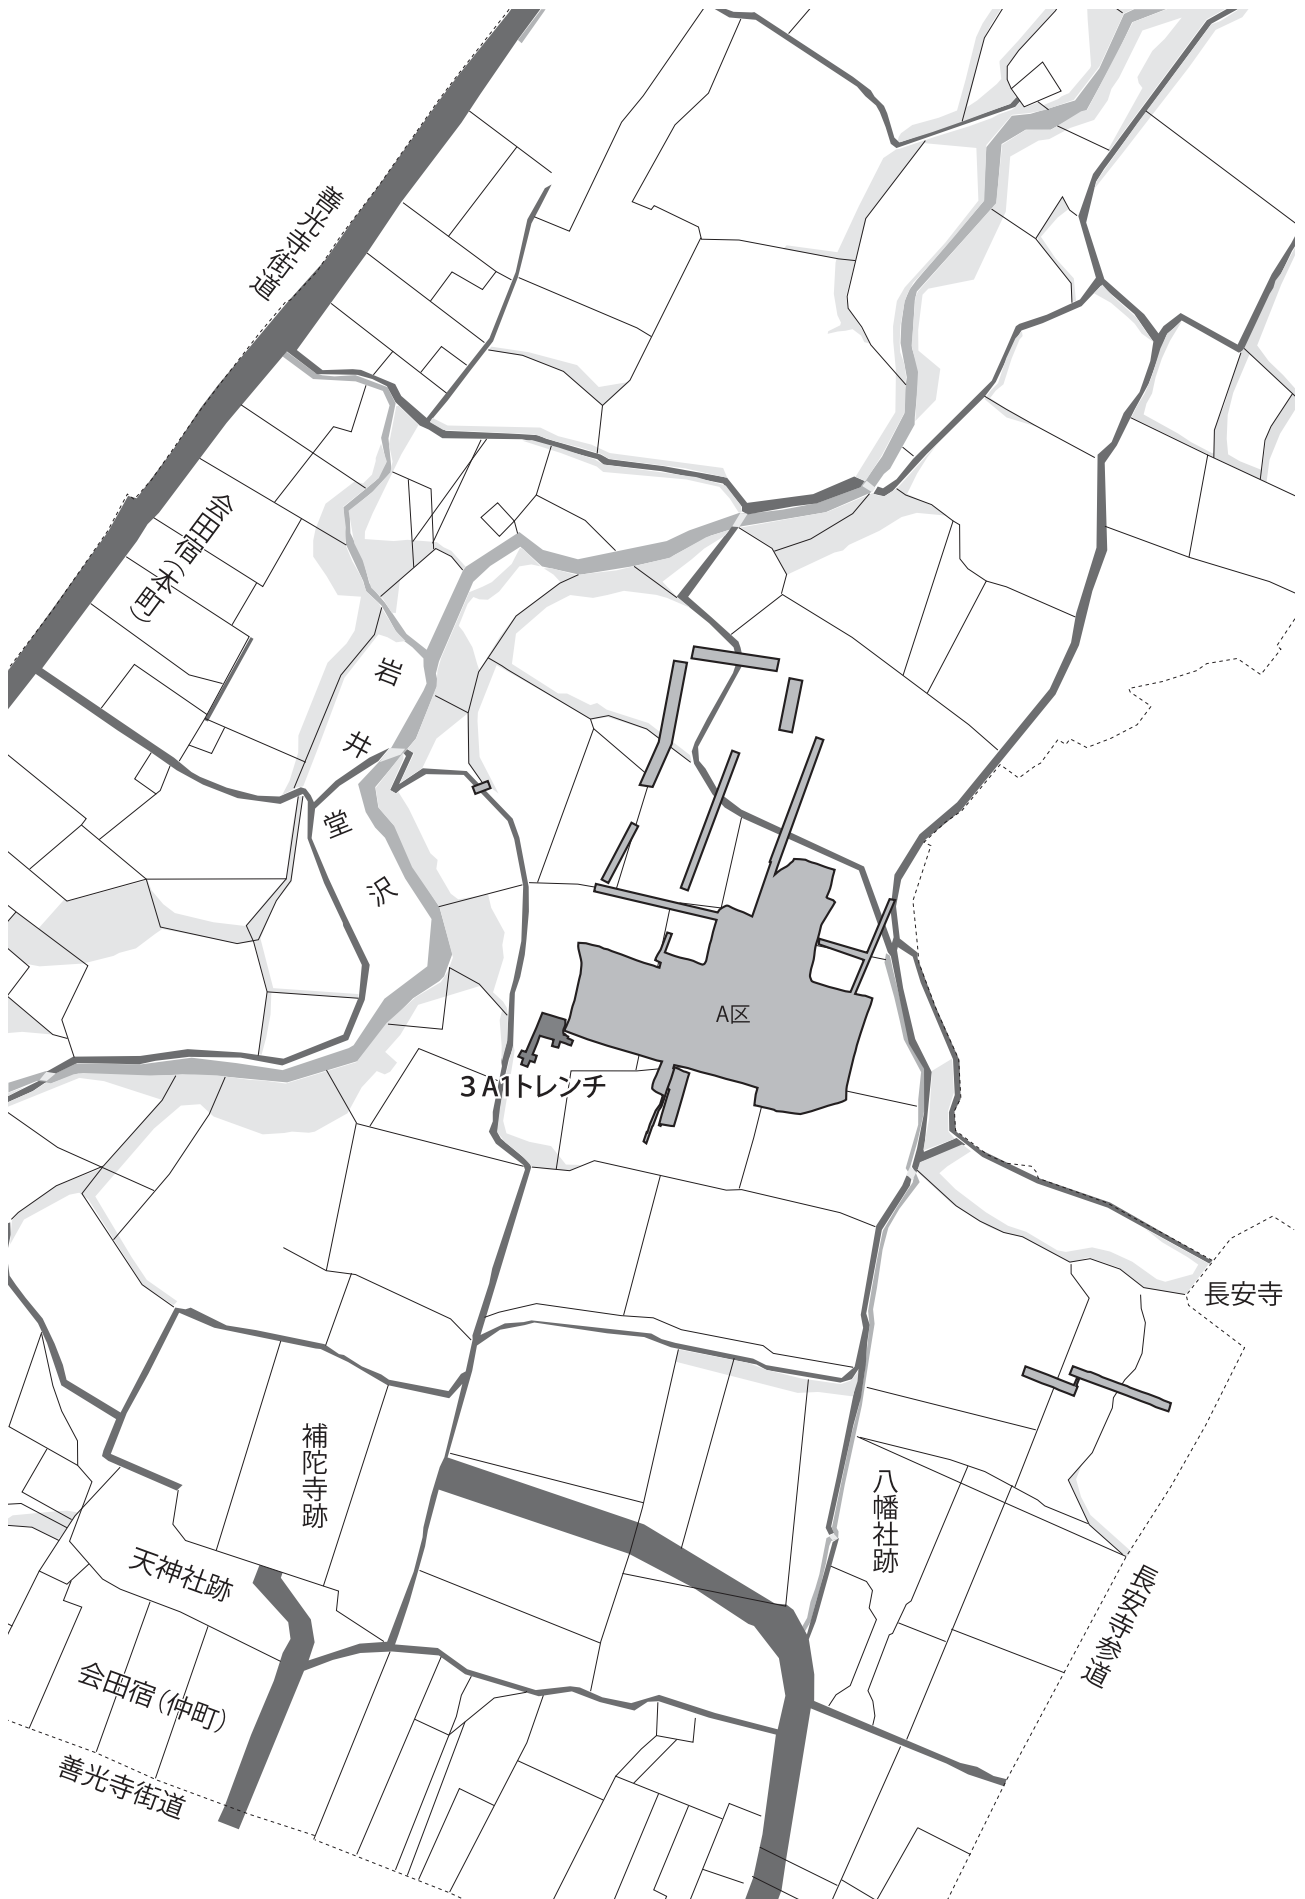 善光寺街道
会田宿(本町)
岩井堂沢
A区
3 A1トレンチ
長安寺
補陀寺跡
八幡社跡
天神社跡
長安寺参道
会田宿(仲町)
善光寺街道